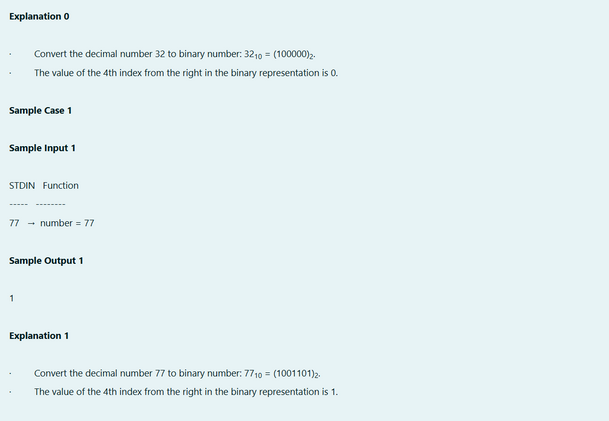 Explanation 0
· Convert the decimal number 32 to binary number: 32₁₀ = (100000)₂.
· The value of the 4th index from the right in the binary representation is 0.
Sample Case 1
Sample Input 1
STDIN Function
----- --------
77 → number = 77
Sample Output 1
1
Explanation 1
· Convert the decimal number 77 to binary number: 77₁₀ = (1001101)₂.
· The value of the 4th index from the right in the binary representation is 1.